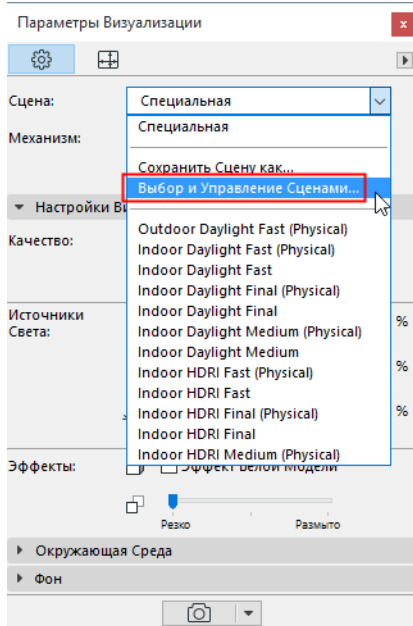 Параметры Визуализации
x
Сцена:
Специальная
Специальная
Механизм:
Сохранить Сцену как...
Выбор и Управление Сценами...
Настройки Ви
Outdoor Daylight Fast (Physical)
Качество:
Indoor Daylight Fast (Physical)
Indoor Daylight Fast
Indoor Daylight Final (Physical)
Источники
Света:
Indoor Daylight Final
%
Indoor Daylight Medium (Physical)
Indoor Daylight Medium
%
Indoor HDRI Fast (Physical)
Indoor HDRI Fast
%
Indoor HDRI Final (Physical)
Indoor HDRI Final
Indoor HDRI Medium (Physical)
Эффекты:
Эффект Белой Модели
Резко
Размыто
Окружающая Среда
Фон